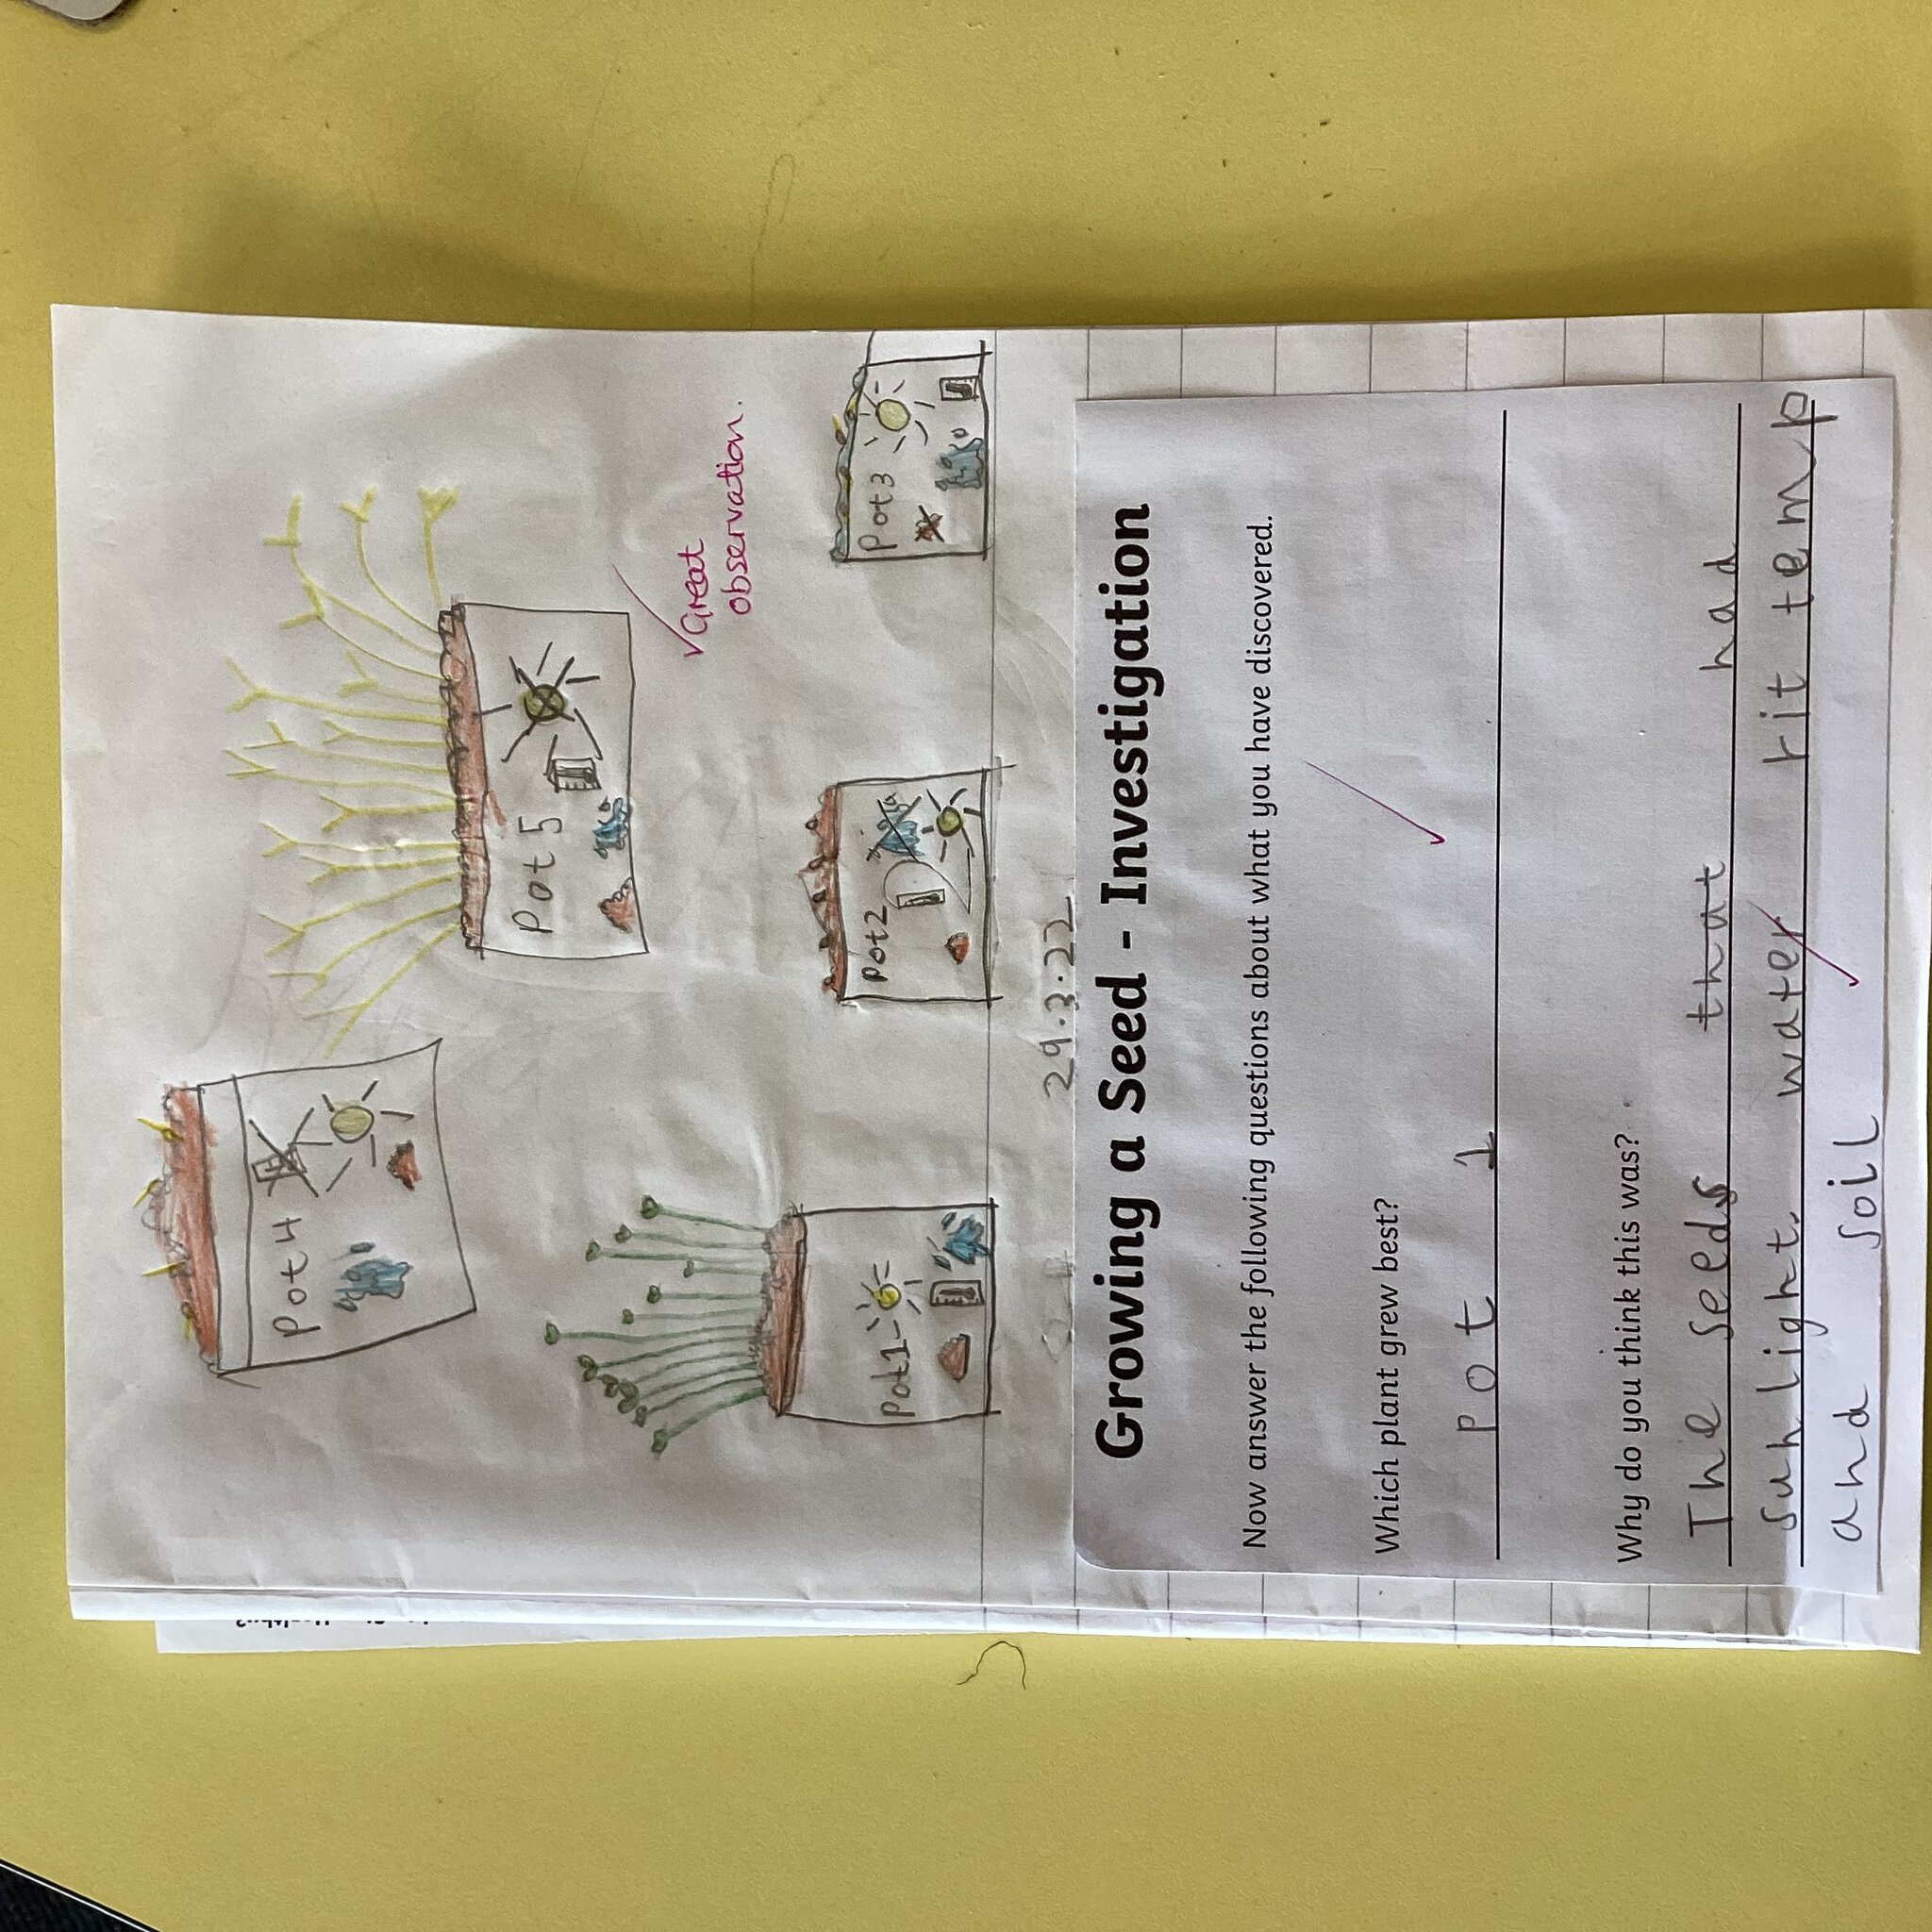 Pot 4
Pot 5
Great
observation.
Pot 1
Pot 2
Pot 3
29.3.22
Growing a Seed - Investigation
Now answer the following questions about what you have discovered.
Which plant grew best?
Pot 1
Why do you think this was?
The seeds that had
sunlight, water rit temp
and soil